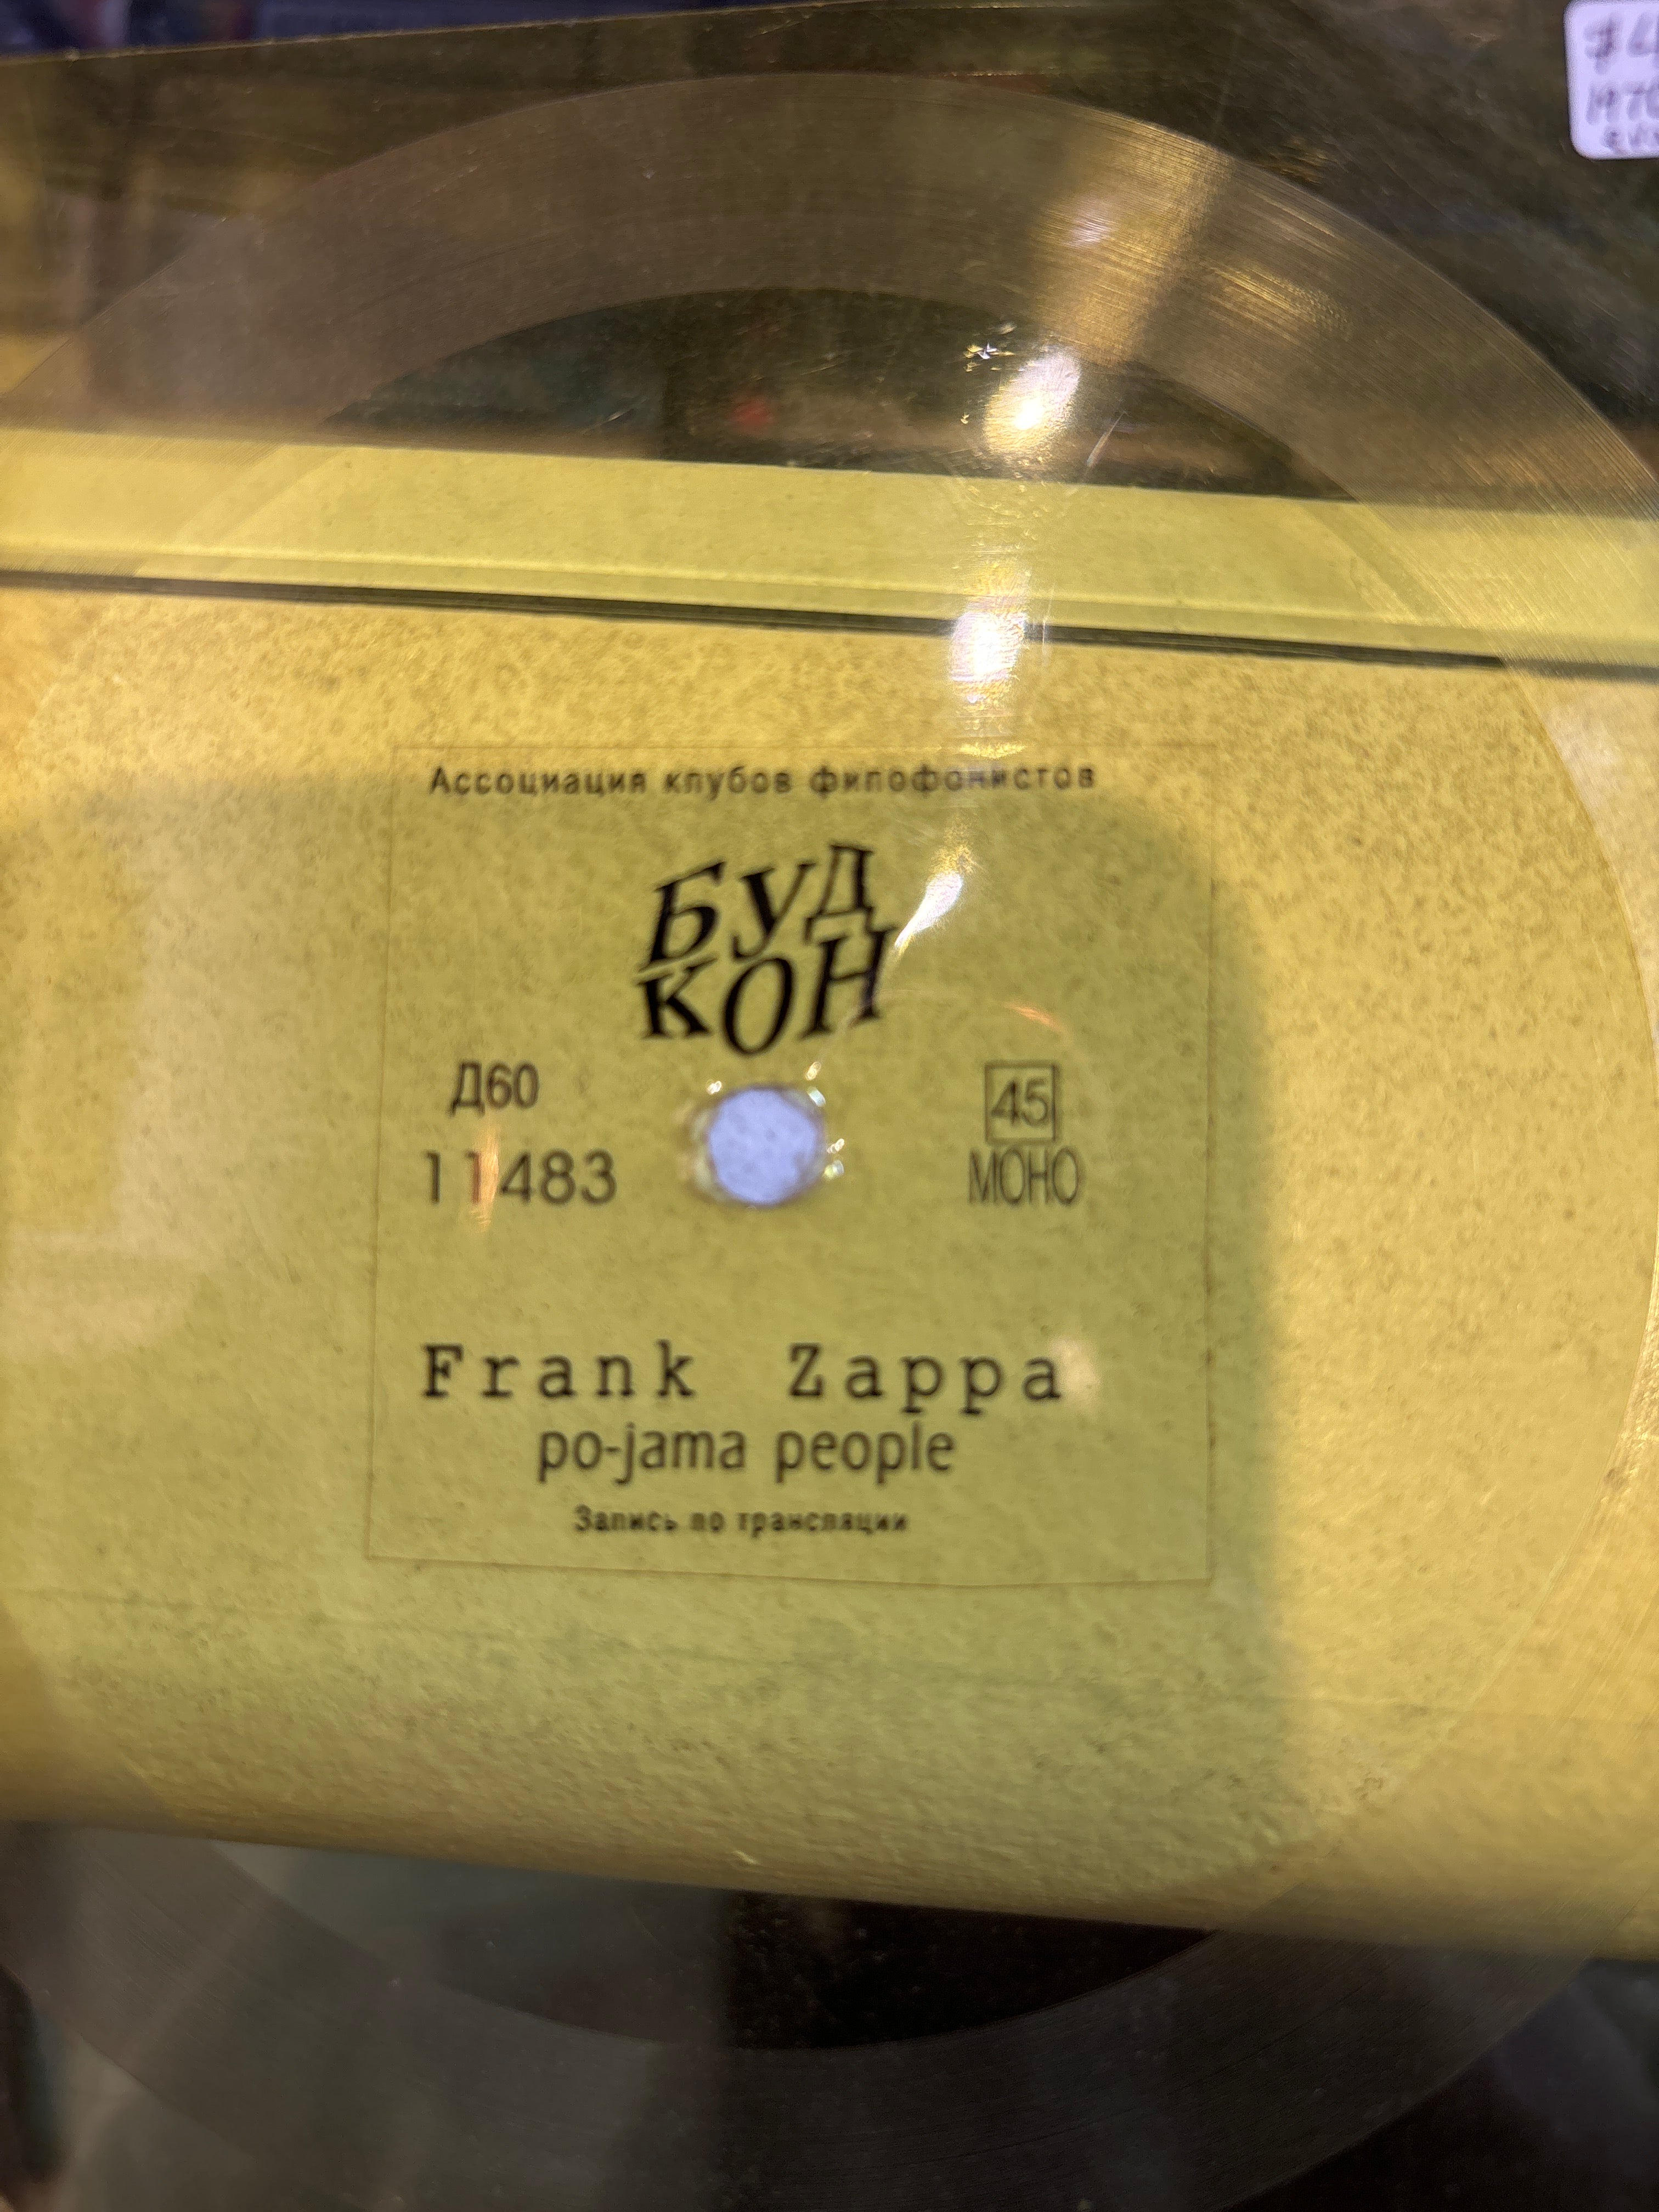 Ассоциация клубов филофонистов
БУД
КОН
Д60
11483
45
МОНО
Frank Zappa
po-jama people
Запись по трансляции